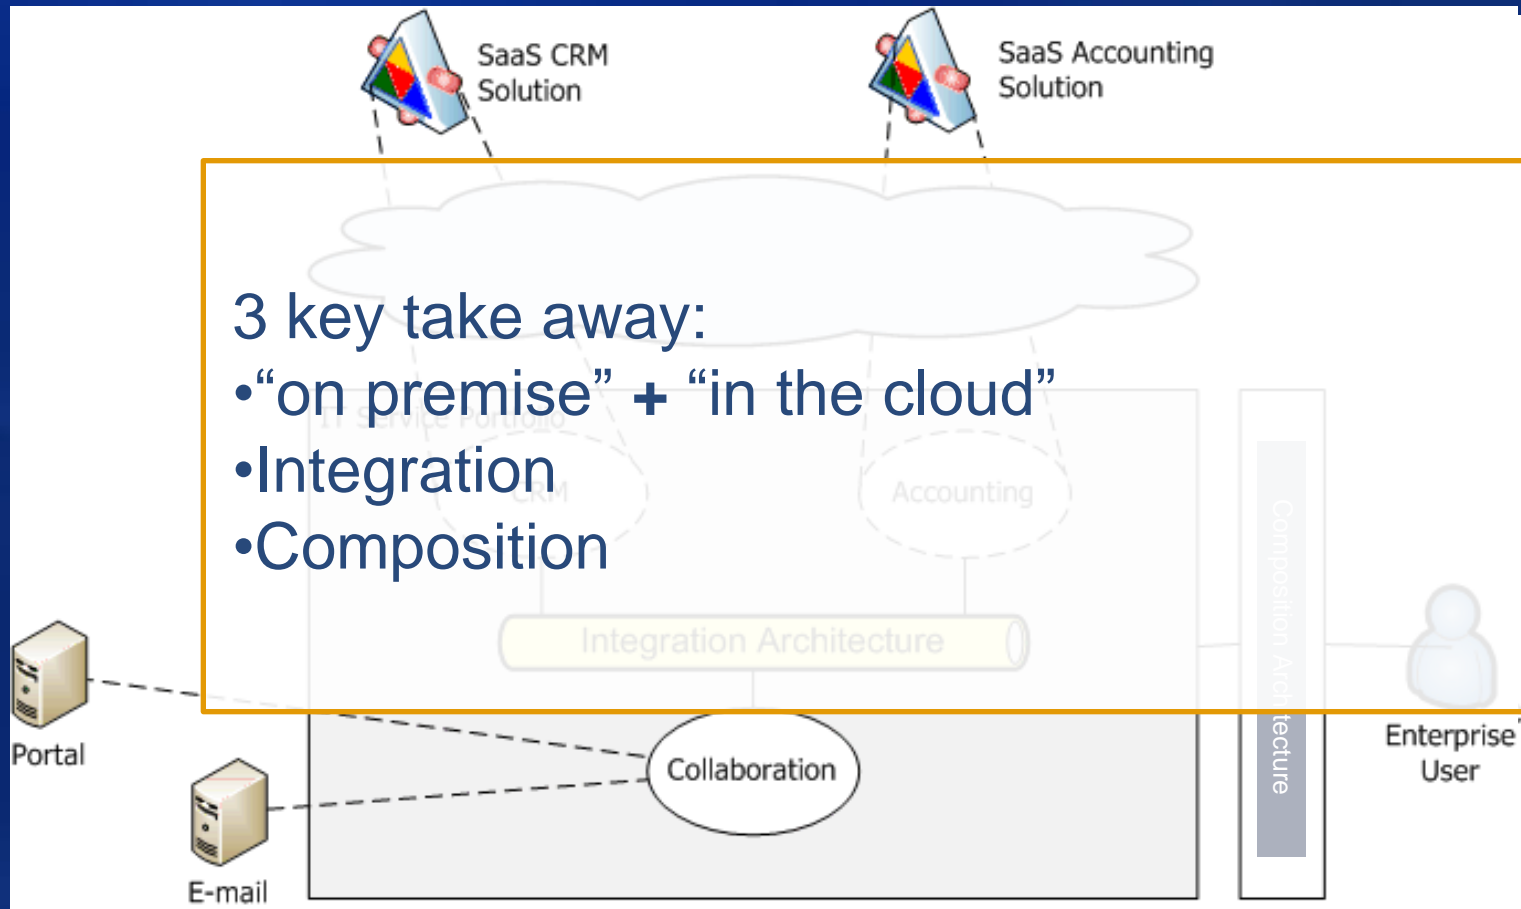 SaaS CRM
Solution
SaaS Accounting
Solution
3 key take away:
•“on premise” + “in the cloud”
IT Service Portfolio
•Integration
CRM
Accounting
•Composition
Integration Architecture
Composition Architecture
Portal
Collaboration
Enterprise
User
E-mail